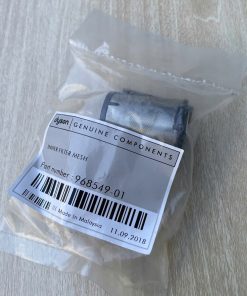 dyson GENUINE COMPONENTS
INNER FILTER MESH
Part number : 968549-01
Made in Malaysia 11.09.2018